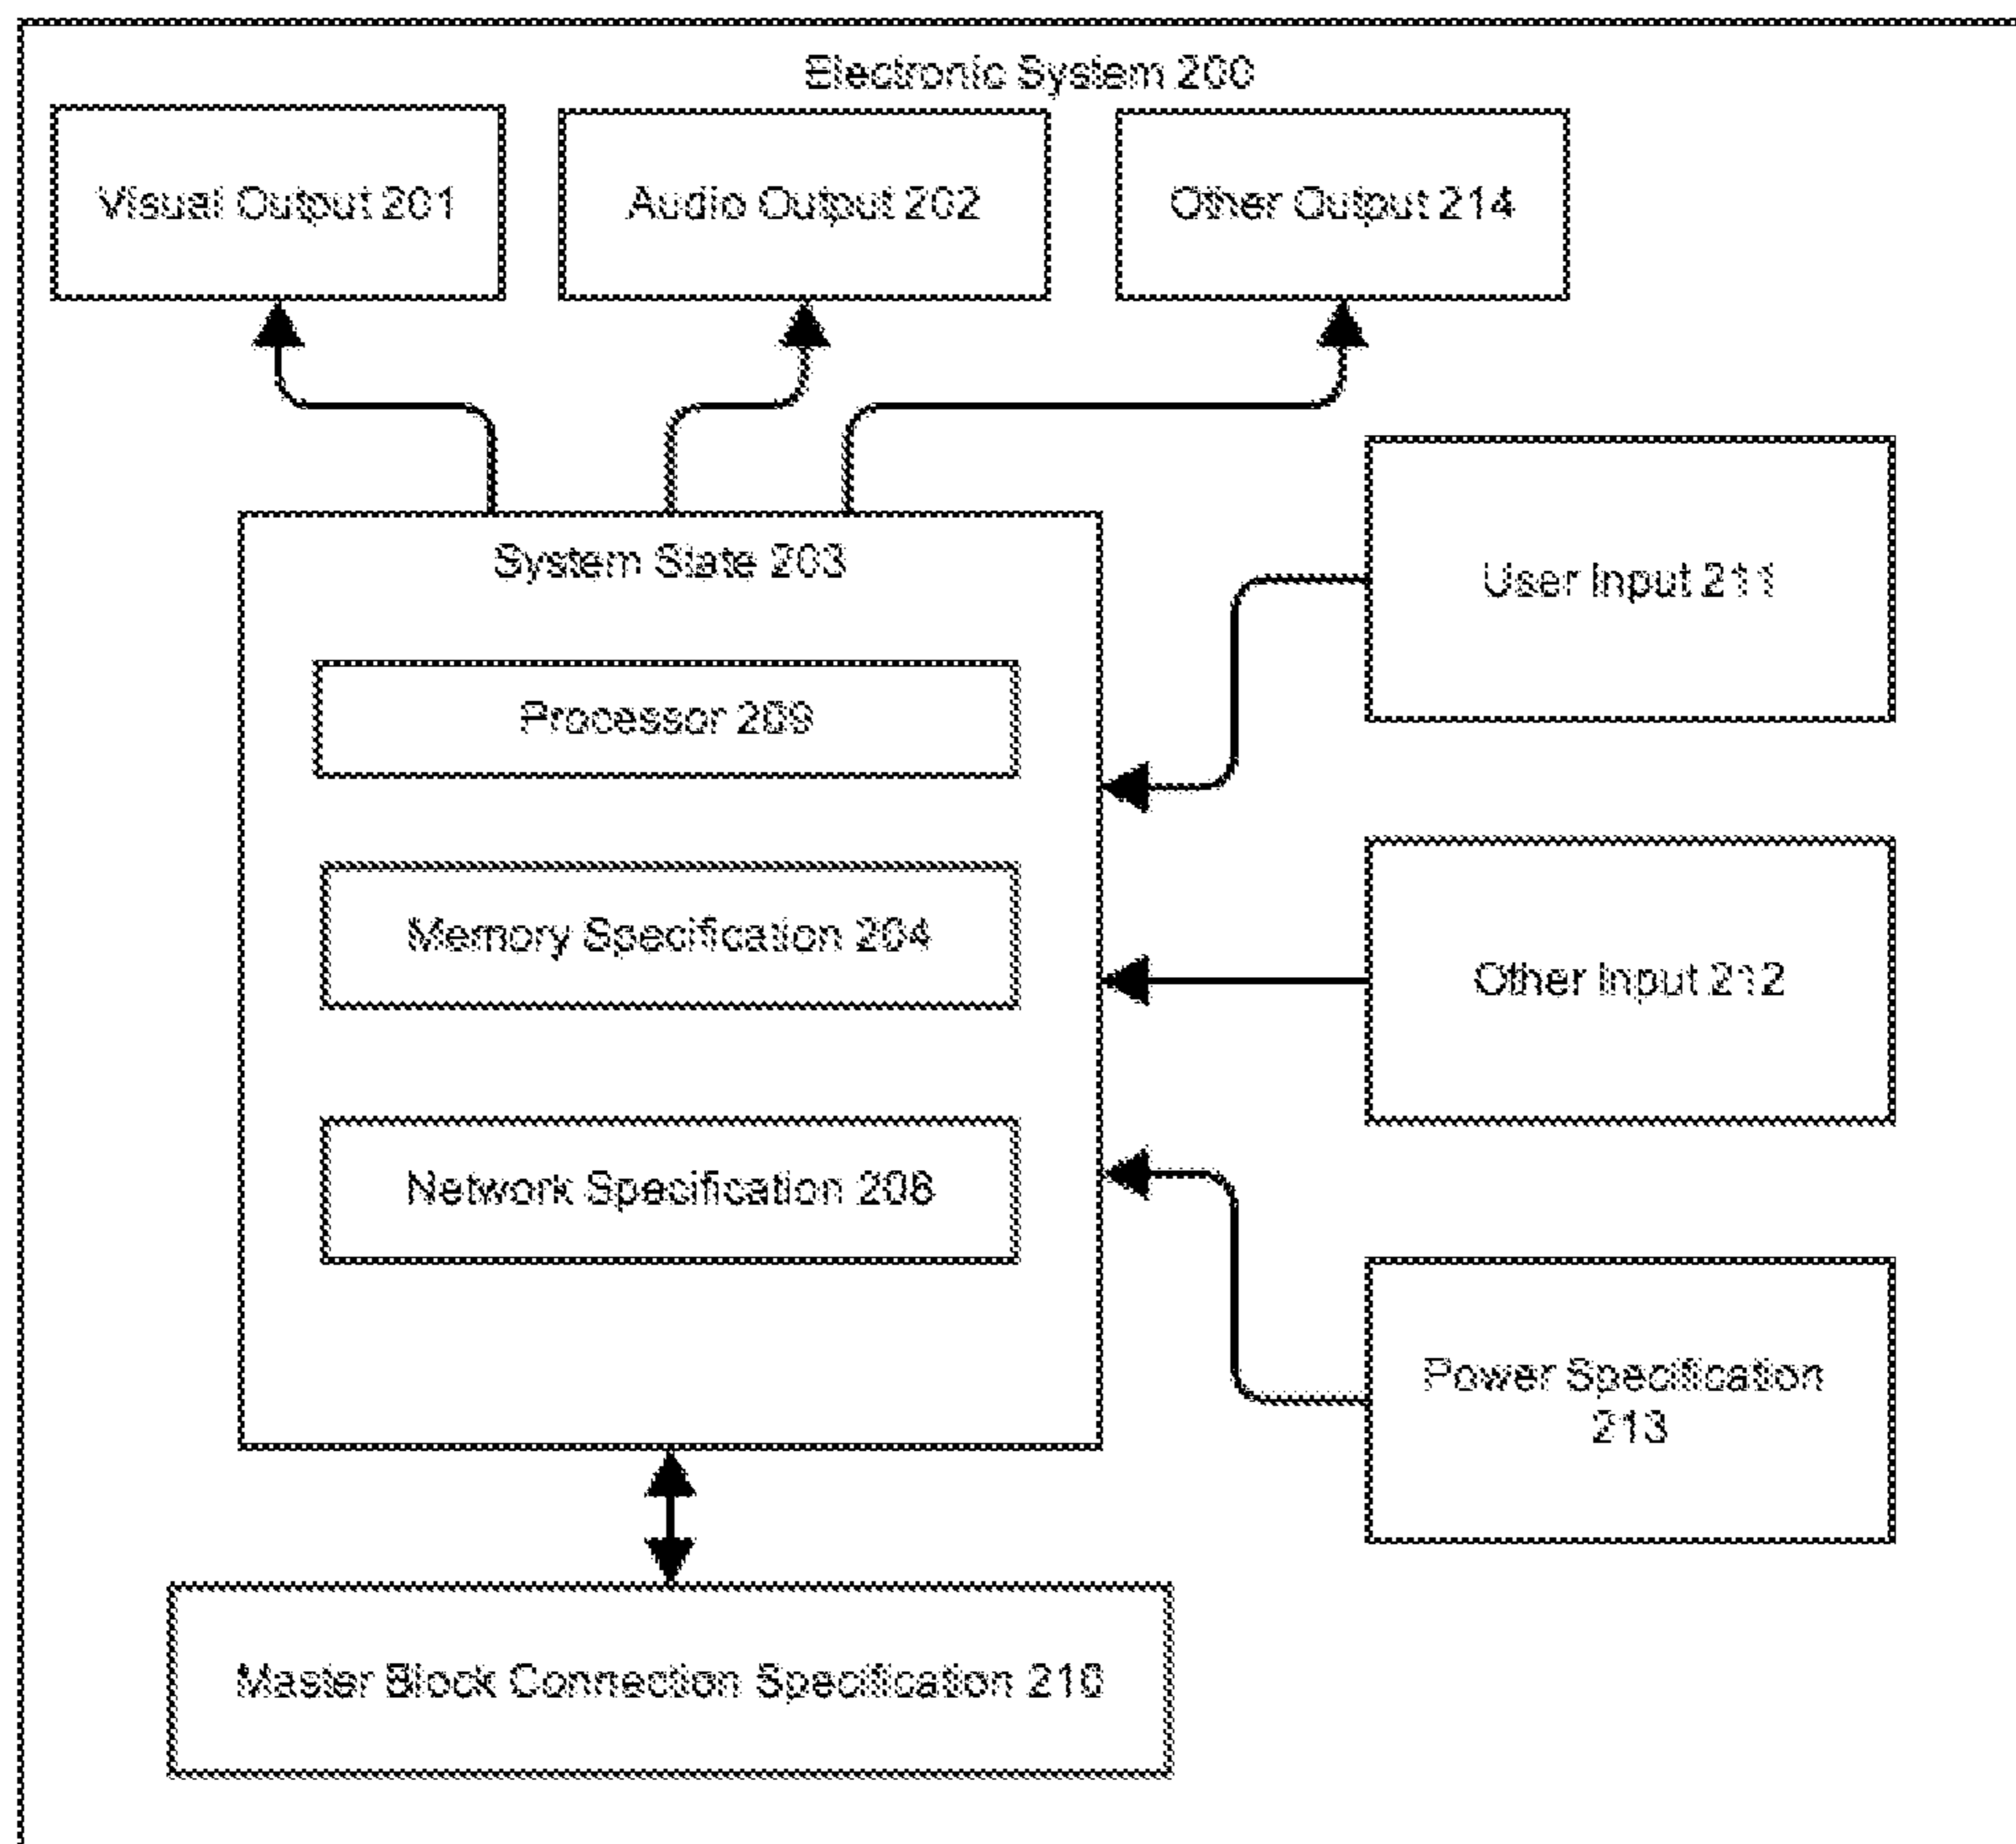 Electronic System 200
Visual Output 201
Audio Output 202
Other Output 214
System State 203
User Input 211
Processor 209
Memory Specification 204
Other Input 212
Network Specification 208
Power Specification
213
Master Block Connection Specification 210